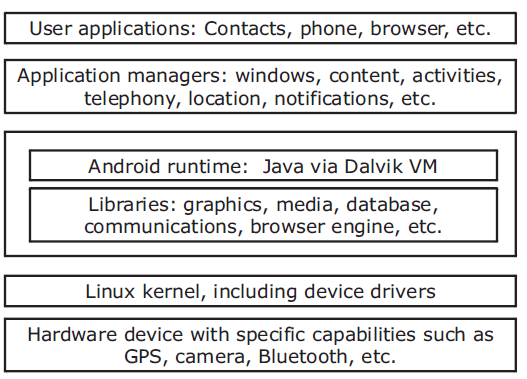 User applications: Contacts, phone, browser, etc.
Application managers: windows, content, activities,
telephony, location, notifications, etc.
Android runtime:  Java via Dalvik VM
Libraries: graphics, media, database,
communications, browser engine, etc.
Linux kernel, including device drivers
Hardware device with specific capabilities such as
GPS, camera, Bluetooth, etc.